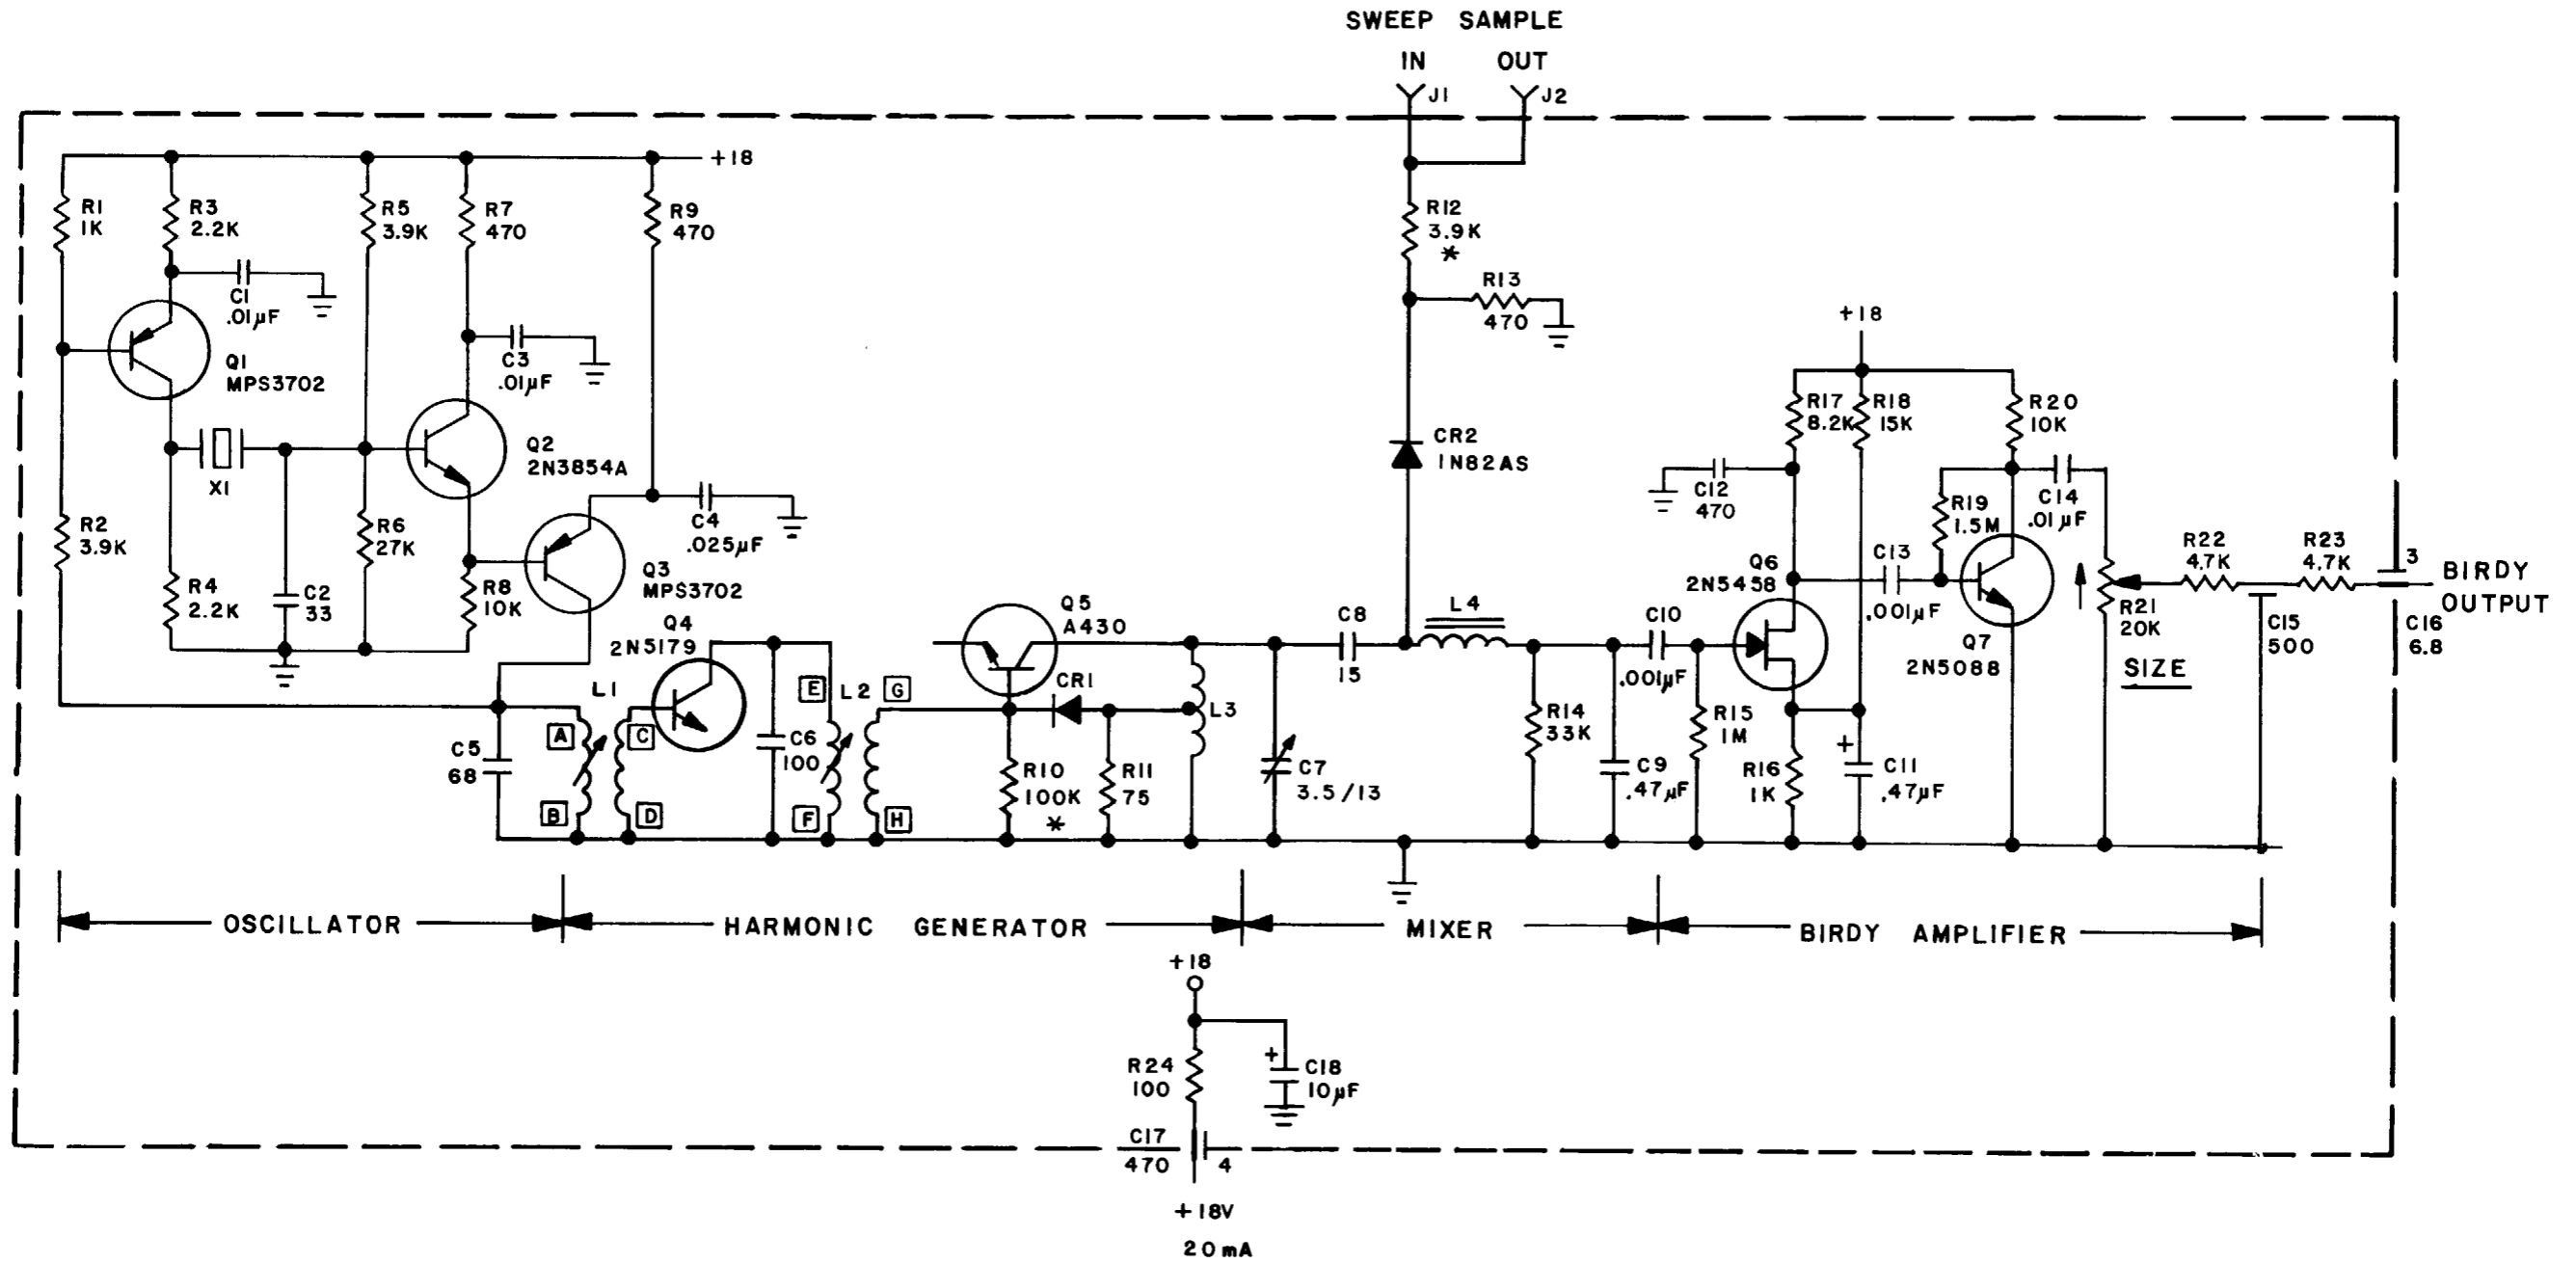 SWEEP SAMPLE
IN OUT
J1 J2
+18
R1
1K
R3
2.2K
R5
3.9K
R7
470
R9
470
R12
3.9K
*
R13
470
C1
.01µF
Q1
MPS3702
C3
.01µF
+18
R17
8.2K
R18
15K
R20
10K
CR2
1N82AS
Q2
2N3854A
X1
C12
470
R19
1.5M
C14
.01µF
R2
3.9K
R6
27K
C4
.025µF
R4
2.2K
C2
33
R8
10K
Q3
MPS3702
Q6
2N5458
C13
.001µF
R22
4.7K
R23
4.7K
3
BIRDY
OUTPUT
Q4
2N5179
Q5
A430
C8
15
L4
C10
.001µF
Q7
2N5088
R21
20K
SIZE
C15
500
C16
6.8
L1
A
B
C
D
C5
68
E
F
L2
G
H
C6
100
CR1
L3
R10
100K
*
R11
75
C7
3.5/13
R14
33K
C9
.47µF
R15
1M
R16
1K
+
C11
.47µF
OSCILLATOR
HARMONIC GENERATOR
MIXER
BIRDY AMPLIFIER
+18
R24
100
+
C18
10µF
C17
470
4
+18V
20mA